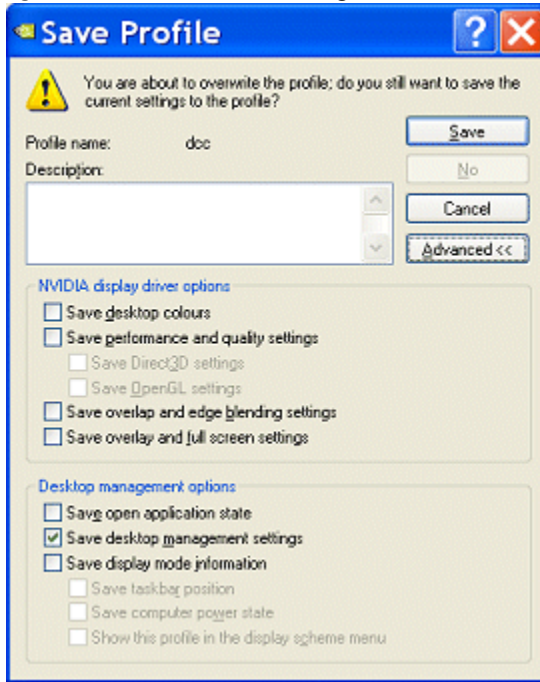 Save Profile
You are about to overwrite the profile; do you still want to save the
current settings to the profile?
Profile name: dcc
Save
Description:
No
Cancel
Advanced <<
NVIDIA display driver options
Save desktop colours
Save performance and quality settings
Save Direct3D settings
Save OpenGL settings
Save overlap and edge blending settings
Save overlay and full screen settings
Desktop management options
Save open application state
Save desktop management settings
Save display mode information
Save taskbar position
Save computer power state
Show this profile in the display scheme menu